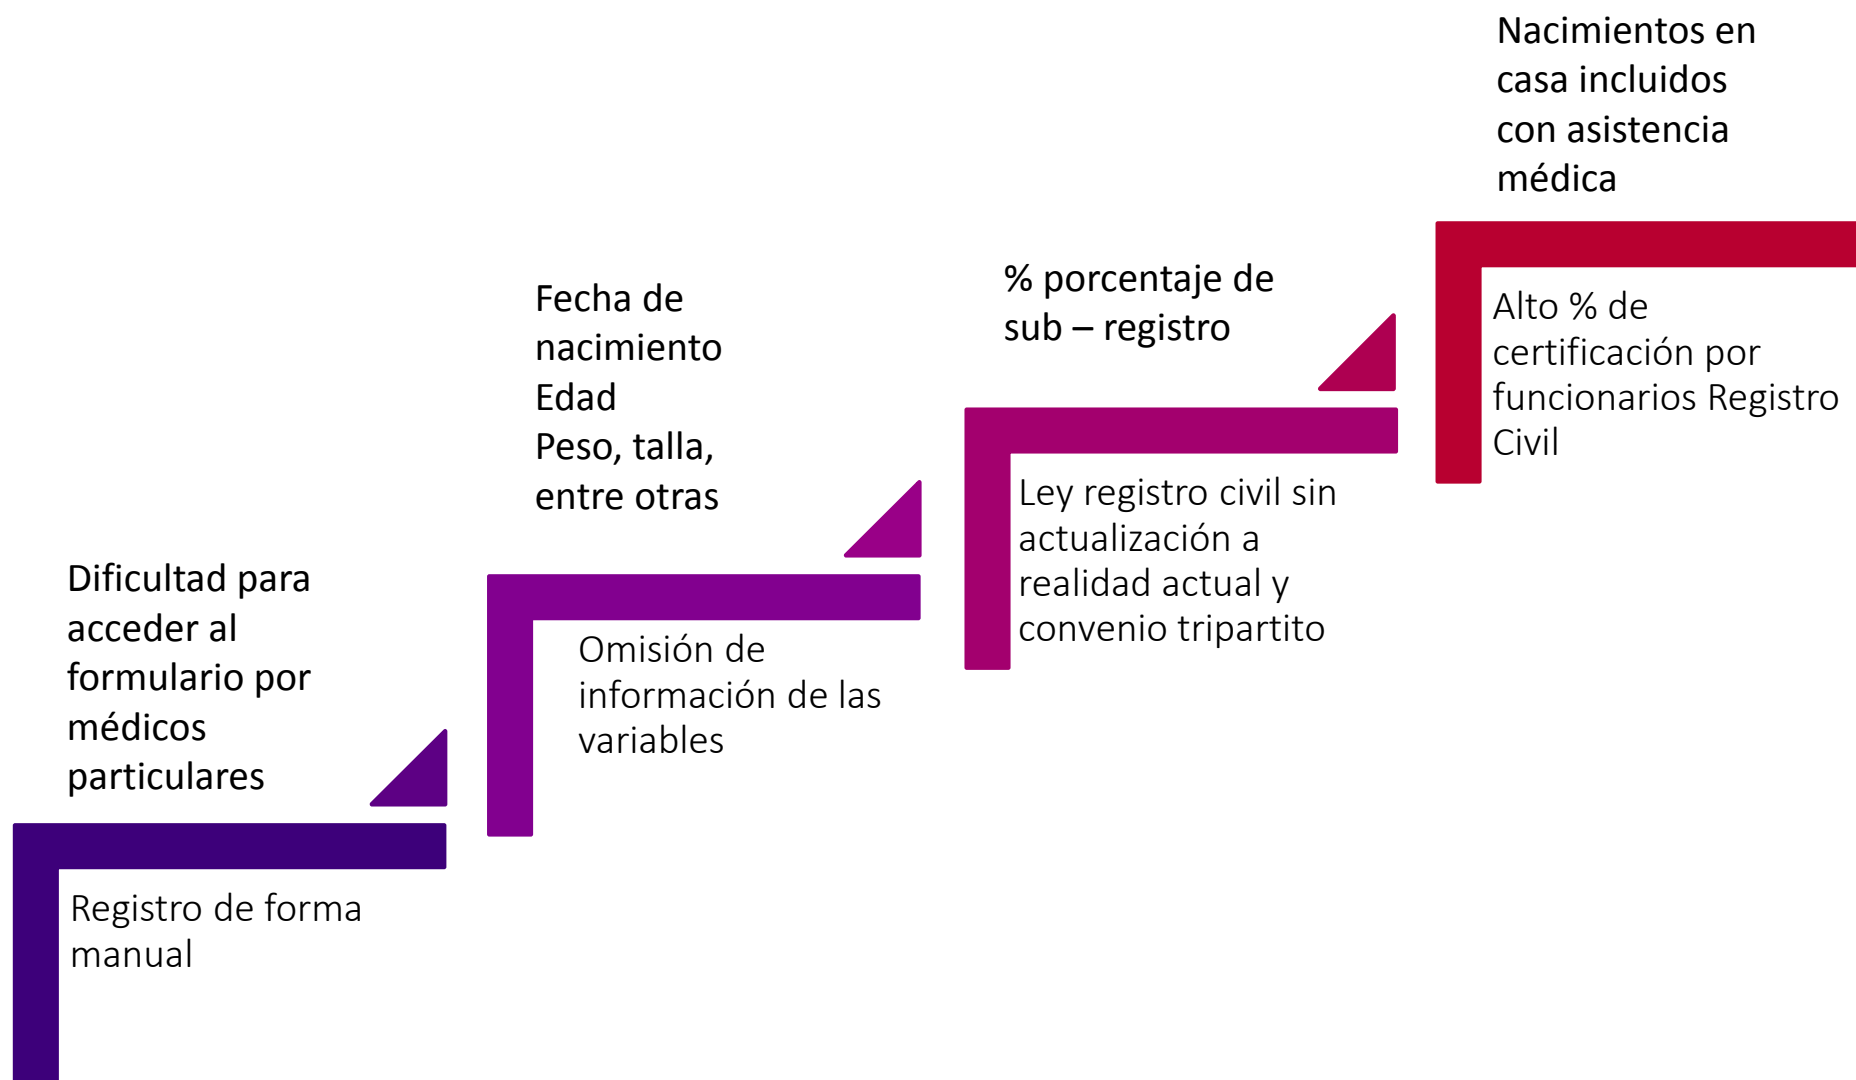 Dificultad para
acceder al
formulario por
médicos
particulares
Registro de forma
manual
Fecha de
nacimiento
Edad
Peso, talla,
entre otras
Omisión de
información de las
variables
% porcentaje de
sub – registro
Ley registro civil sin
actualización a
realidad actual y
convenio tripartito
Nacimientos en
casa incluidos
con asistencia
médica
Alto % de
certificación por
funcionarios Registro
Civil